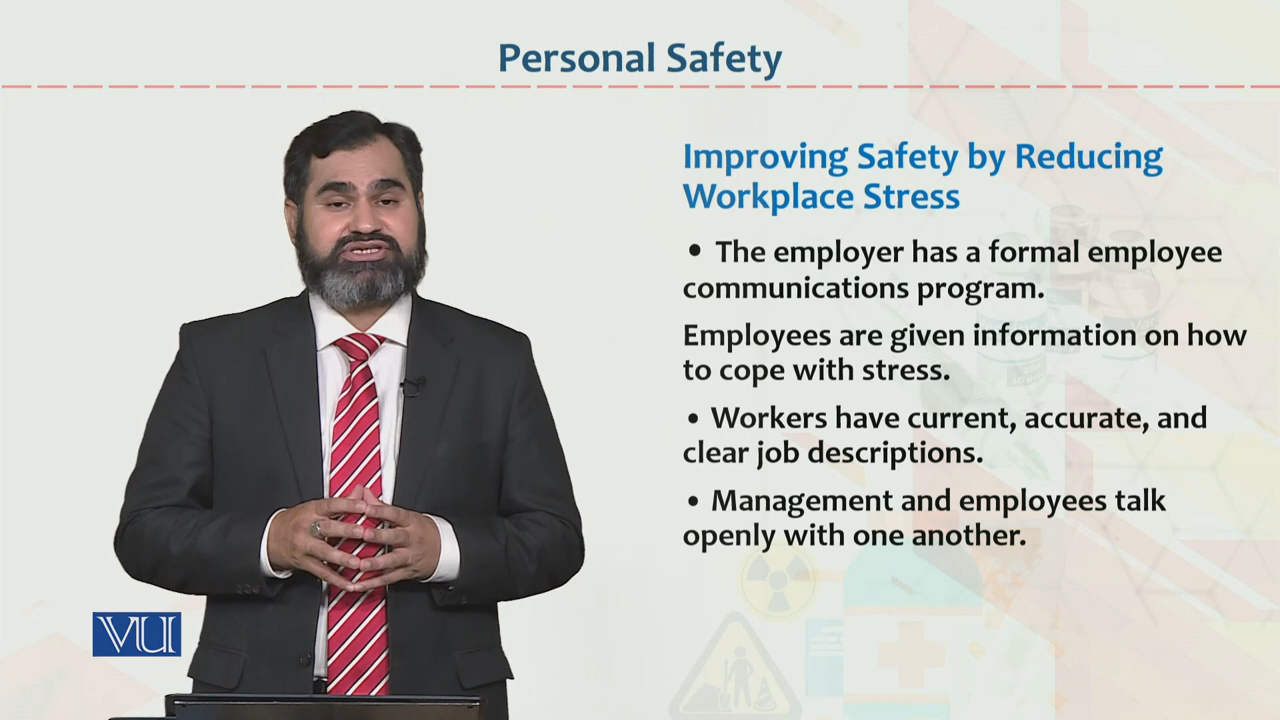 Personal Safety
Improving Safety by Reducing
Workplace Stress
• The employer has a formal employee
communications program.
Employees are given information on how
to cope with stress.
• Workers have current, accurate, and
clear job descriptions.
• Management and employees talk
openly with one another.
VU